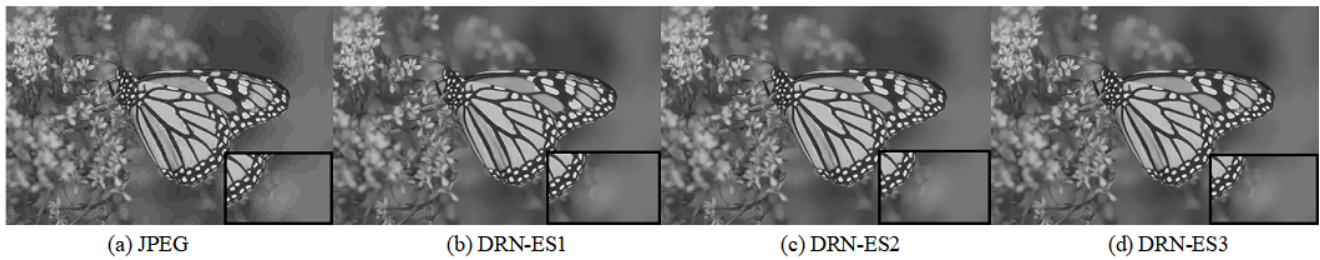 (a) JPEG
(b) DRN-ES1
(c) DRN-ES2
(d) DRN-ES3